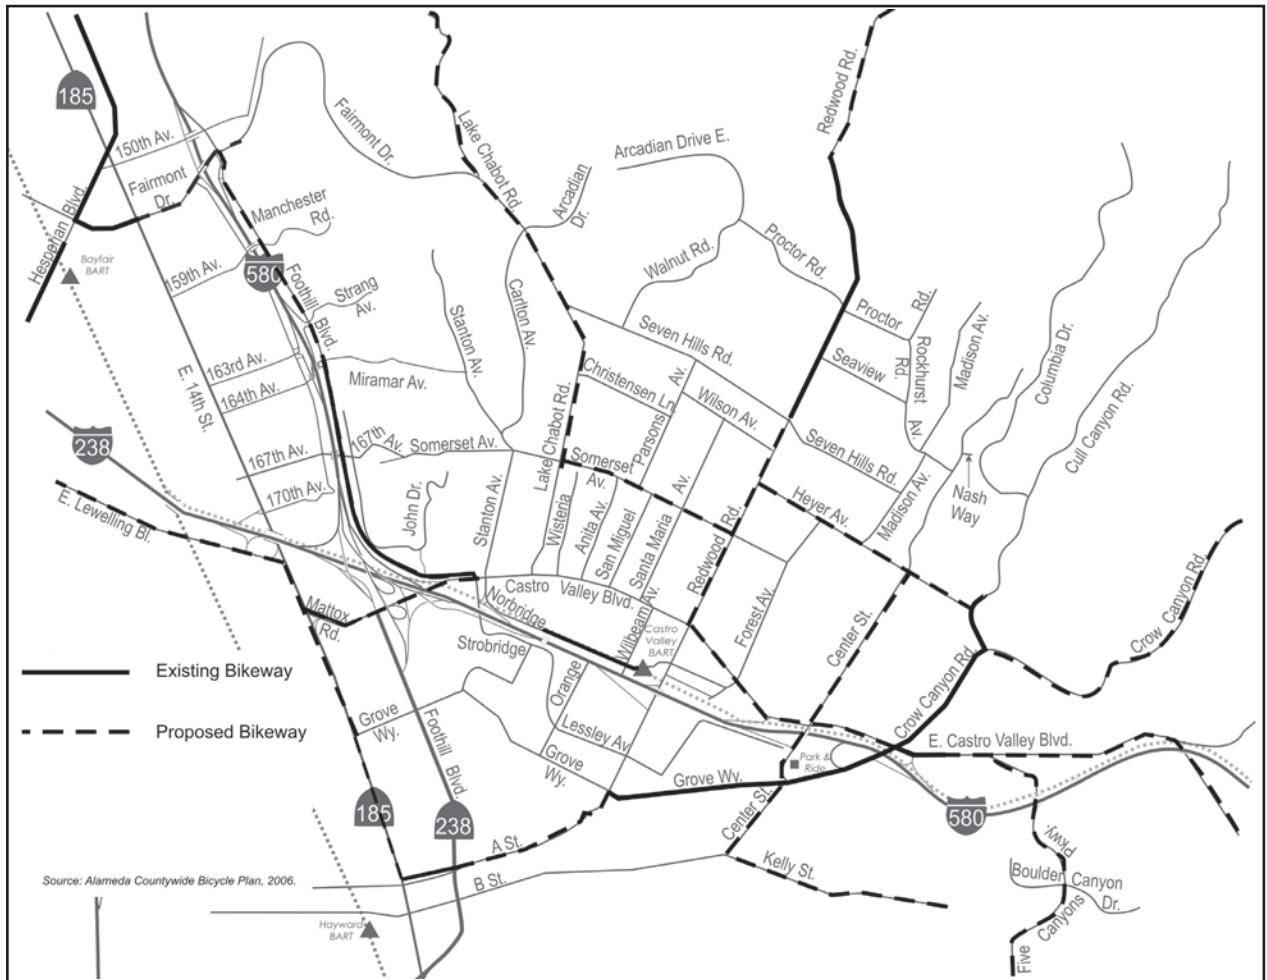 185
150th Av.
Fairmont
Dr.
Hesperian Blvd.
Bayfair
BART
159th Av.
Manchester
Rd.
580
Foothill
Blvd.
Strang
Av.
163rd Av.
164th Av.
E. 14th St.
Miramar Av.
238
167th Av.
167th
Av.
170th Av.
E. Lewelling Bl.
Fairmont Dr.
Lake Chabot Rd.
Arcadian
Dr.
Arcadian Drive E.
Redwood Rd.
Walnut Rd.
Proctor Rd.
Carlton Av.
Stanton Av.
Seven Hills Rd.
Proctor
Rd.
Seaview
Rd.
Rockhurst
Av.
Madison Av.
Columbia Dr.
Cull Canyon Rd.
Christensen Ln.
Parsons
Av.
Wilson Av.
Seven Hills Rd.
Lake Chabot Rd.
Somerset Av.
Somerset
Av.
John Dr.
Stanton Av.
Wisteria
Anita Av.
San Miguel
Santa Maria
Av.
Redwood
Rd.
Heyer Av.
Madison Av.
Nash
Way
Forest Av.
Castro
Valley Blvd.
Norbridge
Wilbeam Av.
Castro
Valley
BART
Strobridge
Mattox
Rd.
Center St.
Crow Canyon Rd.
Crow Canyon Rd.
Existing Bikeway
Proposed Bikeway
Orange
Lessley Av.
Grove
Wy.
Foothill
Blvd.
Grove
Wy.
Grove Wy.
Park &
Ride
E. Castro Valley Blvd.
580
185
238
Center St.
A St.
B St.
Kelly St.
Pkwy.
Boulder Canyon
Dr.
Canyons
Five
Source: Alameda Countywide Bicycle Plan, 2006.
Hayward
BART